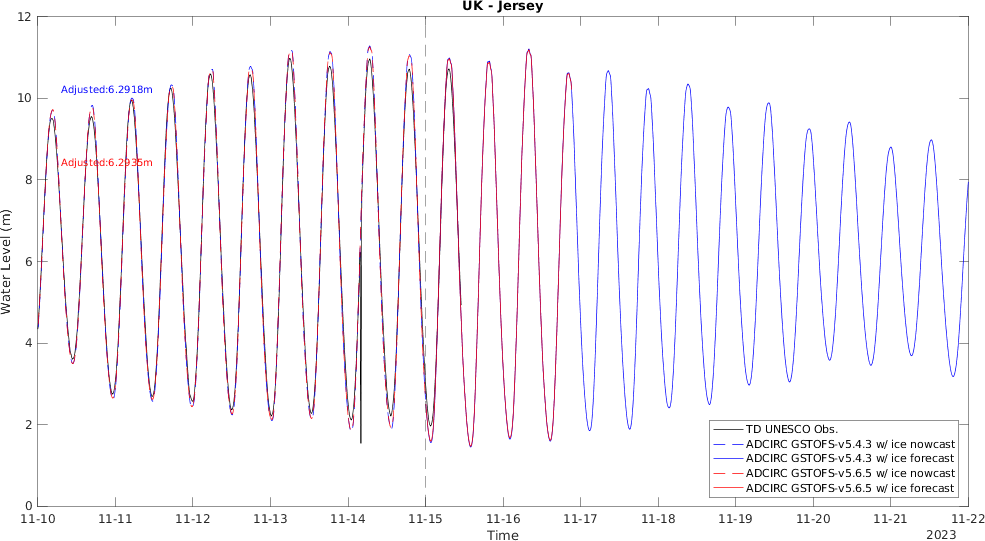 UK - Jersey
12
10
8
6
4
2
0
Water Level (m)
Adjusted:6.2918m
Adjusted:6.2935m
TD UNESCO Obs.
ADCIRC GSTOFS-v5.4.3 w/ ice nowcast
ADCIRC GSTOFS-v5.4.3 w/ ice forecast
ADCIRC GSTOFS-v5.6.5 w/ ice nowcast
ADCIRC GSTOFS-v5.6.5 w/ ice forecast
11-10 11-11 11-12 11-13 11-14 11-15 11-16 11-17 11-18 11-19 11-20 11-21 11-22
Time
2023